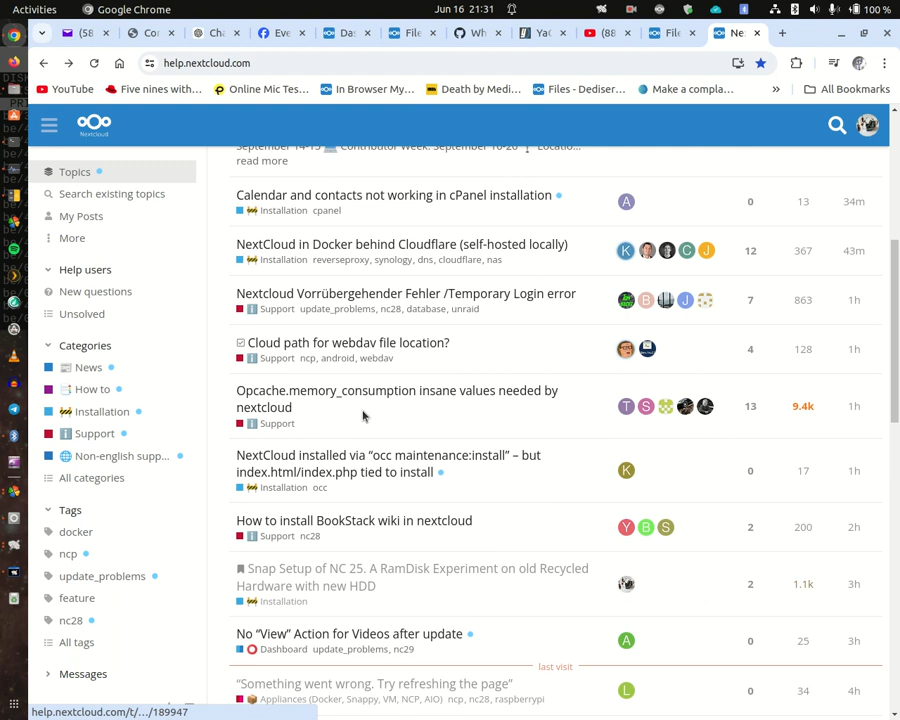 Activities
Google Chrome
Jun 16 21:31
100 %
(58
Cor
Cha
Eve
Das
File
Wh
YaC
(88
File
Ne
help.nextcloud.com
YouTube
Five nines with...
Online Mic Tes...
In Browser My...
Death by Medi...
Files - Dediser...
Make a compla...
»
All Bookmarks
NEXTCLOUD
read more
Topics
Search existing topics
My Posts
More
Help users
New questions
Unsolved
Categories
News
How to
Installation
Support
Non-english supp...
All categories
Tags
docker
ncp
update_problems
feature
nc28
All tags
Messages
Calendar and contacts not working in cPanel installation
Installation cpanel
A
0 13 34m
NextCloud in Docker behind Cloudflare (self-hosted locally)
Installation reverseproxy, synology, dns, cloudflare, nas
K C J
12 367 43m
Nextcloud Vorrübergehender Fehler /Temporary Login error
Support update_problems, nc28, database, unraid
B J
7 863 1h
Cloud path for webdav file location?
Support ncp, android, webdav
4 128 1h
Opcache.memory_consumption insane values needed by
nextcloud
Support
T S
13 9.4k 1h
NextCloud installed via “occ maintenance:install” – but
index.html/index.php tied to install
Installation occ
K
0 17 1h
How to install BookStack wiki in nextcloud
Support nc28
Y B S
2 200 2h
Snap Setup of NC 25. A RamDisk Experiment on old Recycled
Hardware with new HDD
Installation
2 1.1k 3h
No “View” Action for Videos after update
Dashboard update_problems, nc29
A
0 25 3h
last visit
“Something went wrong. Try refreshing the page”
Appliances (Docker, Snappy, VM, NCP, AIO) ncp, nc28, raspberrypi
L
0 34 4h
help.nextcloud.com/t/.../189947